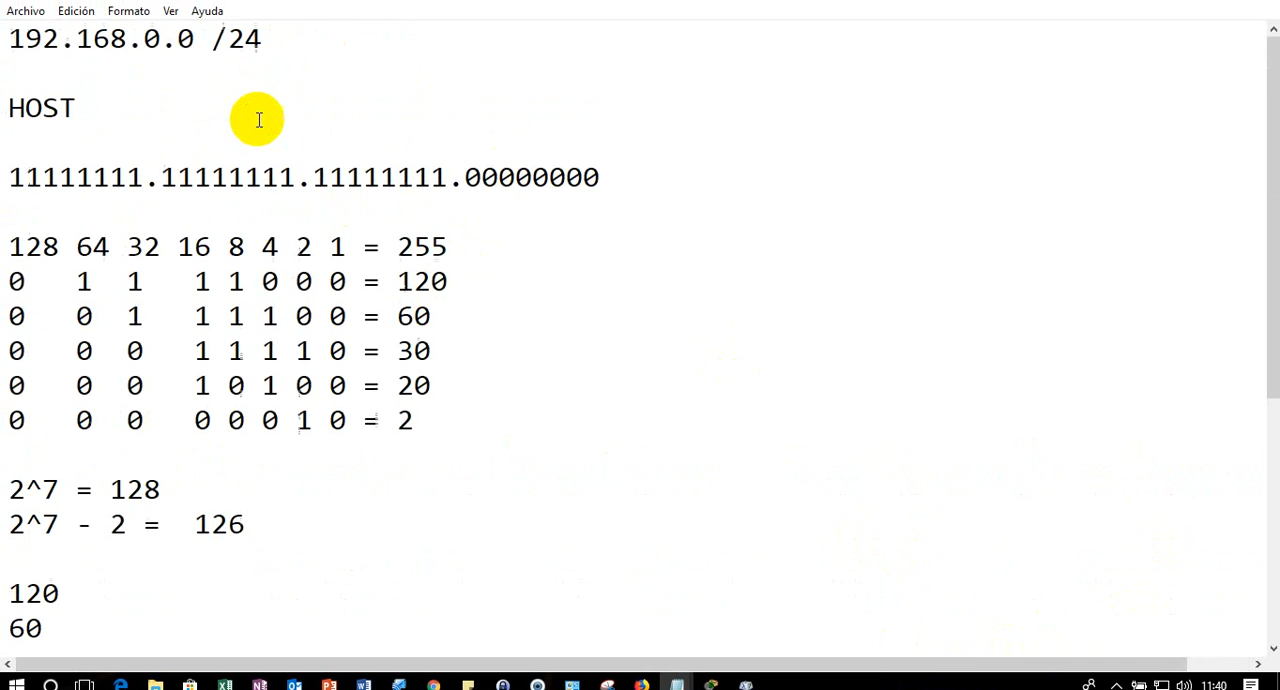 Archivo Edición Formato Ver Ayuda
192.168.0.0 /24
HOST
11111111.11111111.11111111.00000000
128 64 32 16 8 4 2 1 = 255
0 1 1 1 1 0 0 0 = 120
0 0 1 1 1 1 0 0 = 60
0 0 0 1 1 1 1 0 = 30
0 0 0 1 0 1 0 0 = 20
0 0 0 0 0 0 1 0 = 2
2^7 = 128
2^7 - 2 = 126
120
60
11:40